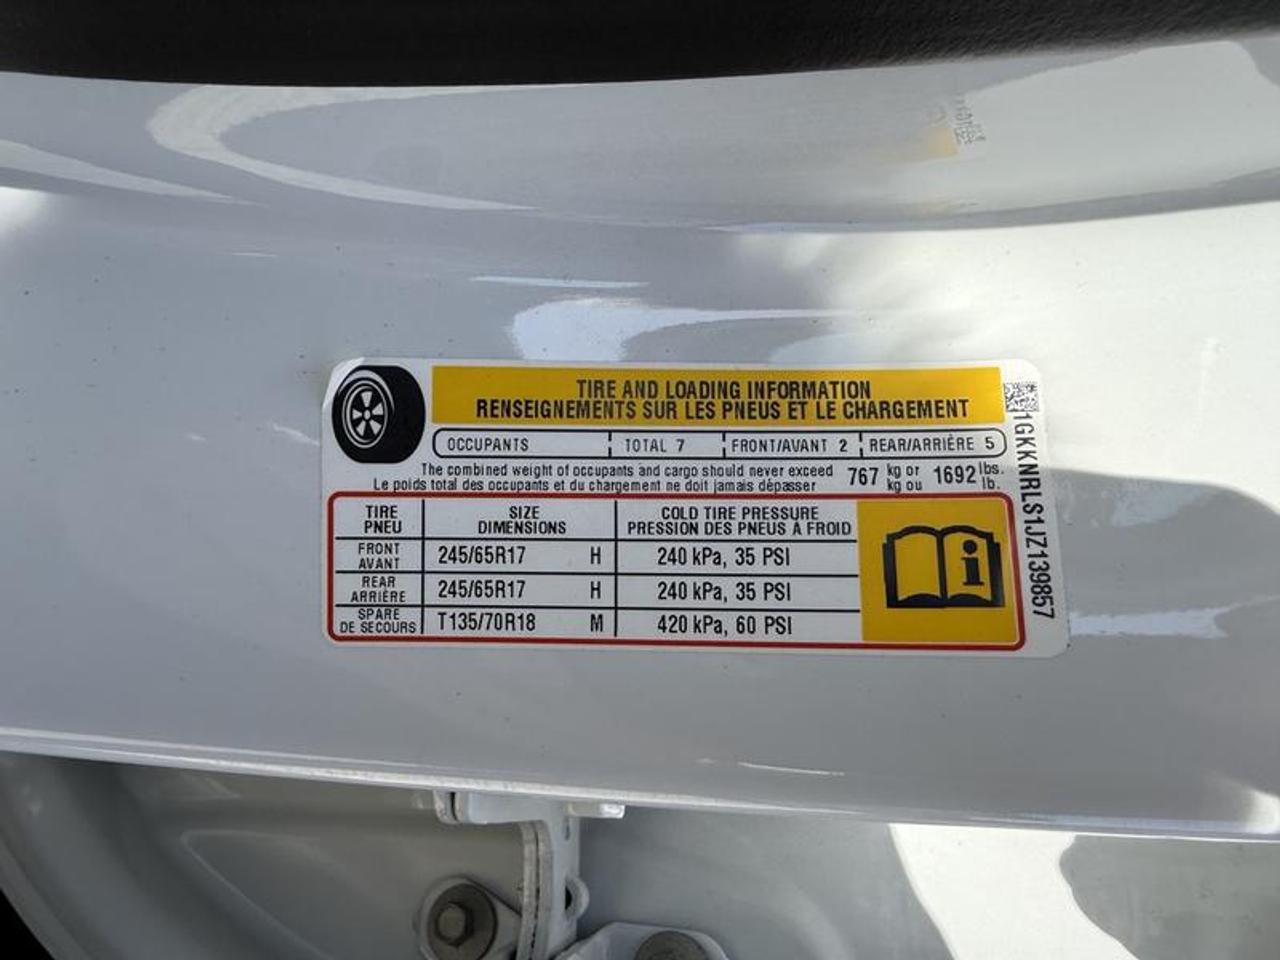 TIRE AND LOADING INFORMATION
RENSEIGNEMENTS SUR LES PNEUS ET LE CHARGEMENT
OCCUPANTS TOTAL 7 FRONT/AVANT 2 REAR/ARRIÈRE 5
The combined weight of occupants and cargo should never exceed 767 kg or 1692 lbs.
Le poids total des occupants et du chargement ne doit jamais dépasser kg ou lb.
TIRE SIZE COLD TIRE PRESSURE
PNEU DIMENSIONS PRESSION DES PNEUS À FROID
FRONT
AVANT 245/65R17 H 240 kPa, 35 PSI
REAR
ARRIÈRE 245/65R17 H 240 kPa, 35 PSI
SPARE
DE SECOURS T135/70R18 M 420 kPa, 60 PSI
1GKKNRLS1JZ139857